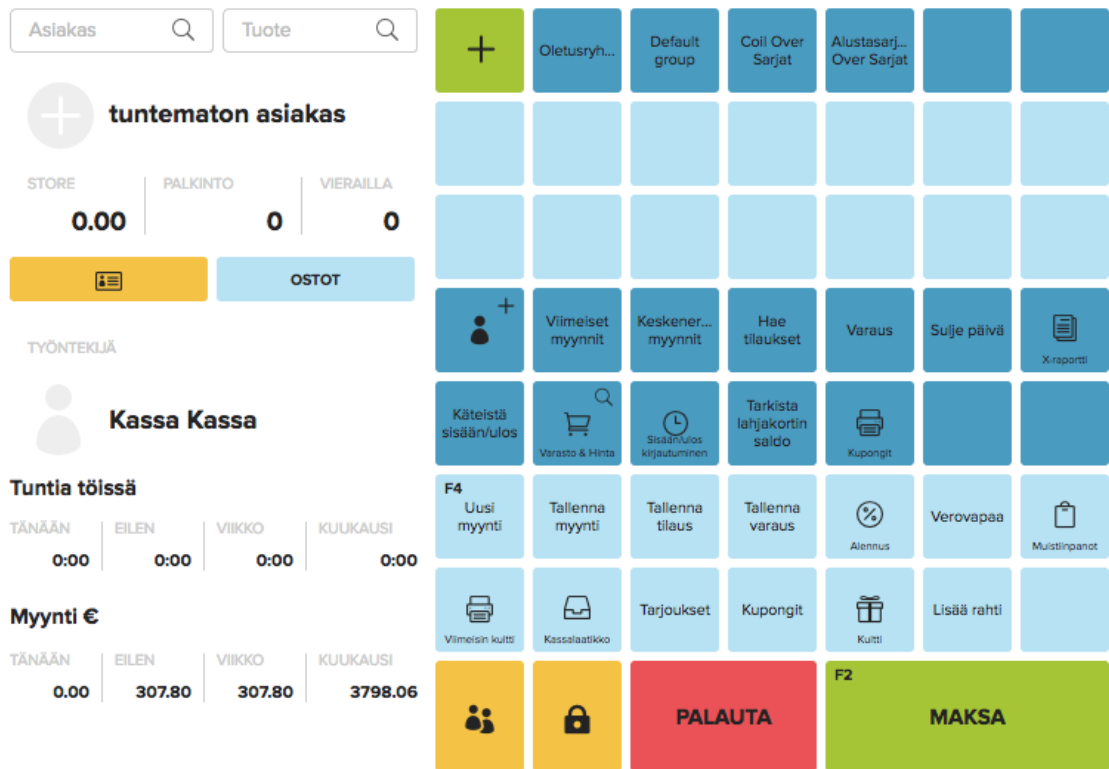 Asiakas
Tuote
tuntematon asiakas
STORE
PALKINTO
VIERAILLA
0.00
0
0
OSTOT
TYÖNTEKIJÄ
Kassa Kassa
Tuntia töissä
TÄNÄÄN
EILEN
VIIKKO
KUUKAUSI
0:00
0:00
0:00
0:00
Myynti €
TÄNÄÄN
EILEN
VIIKKO
KUUKAUSI
0.00
307.80
307.80
3798.06
Oletusryh...
Default
group
Coil Over
Sarjat
Alustasarj...
Over Sarjat
Viimeiset
myynnit
Keskener...
myynnit
Hae
tilaukset
Varaus
Sulje päivä
X-raportti
Käteistä
sisään/ulos
Varasto & Hinta
Sisään/ulos
kirjautuminen
Tarkista
lahjakortin
saldo
Kupongit
F4
Uusi
myynti
Tallenna
myynti
Tallenna
tilaus
Tallenna
varaus
Alennus
Verovapaa
Muistiinpanot
Viimeisin kuitti
Kassalaatikko
Tarjoukset
Kupongit
Kuitti
Lisää rahti
PALAUTA
F2
MAKSA